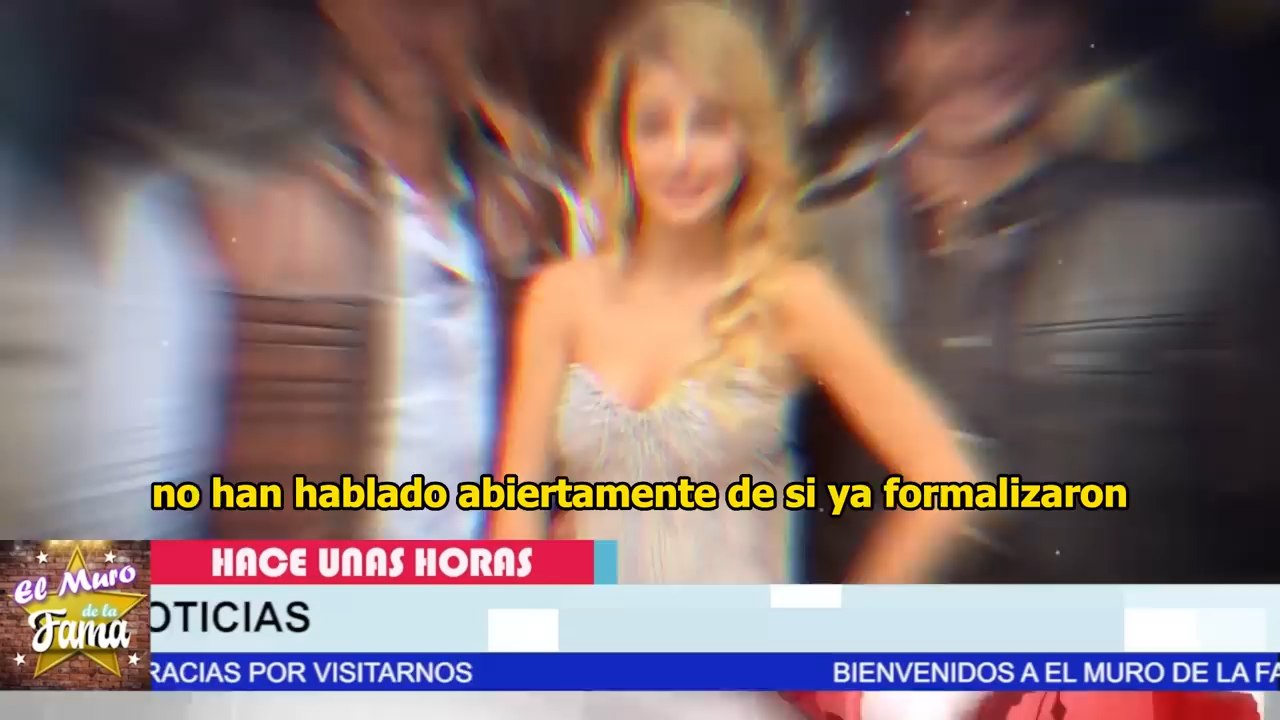 no han hablado abiertamente de si ya formalizaron
HACE UNAS HORAS
El Muro
de la
Fama
OTICIAS
RACIAS POR VISITARNOS
BIENVENIDOS A EL MURO DE LA FA